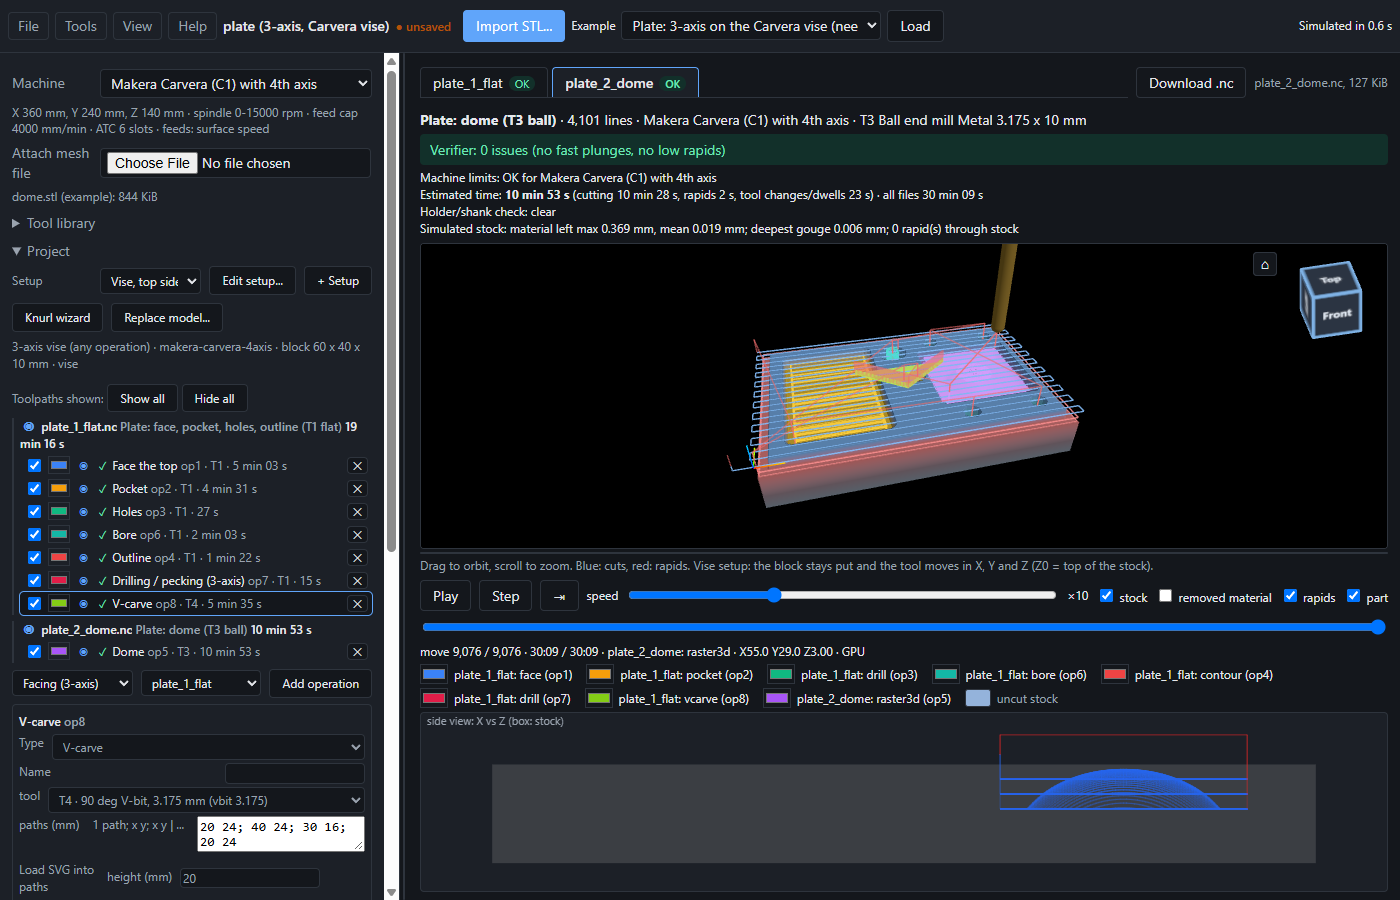 File Tools View Help plate (3-axis, Carvera vise) ● unsaved Import STL... Example Plate: 3-axis on the Carvera vise (nee Load Simulated in 0.6 s
Machine Makera Carvera (C1) with 4th axis
X 360 mm, Y 240 mm, Z 140 mm · spindle 0-15000 rpm · feed cap
4000 mm/min · ATC 6 slots · feeds: surface speed
Attach mesh file Choose File No file chosen
dome.stl (example): 844 KiB
Tool library
Project
Setup Vise, top side Edit setup... + Setup
Knurl wizard Replace model...
3-axis vise (any operation) · makera-carvera-4axis · block 60 x 40 x
10 mm · vise
Toolpaths shown: Show all Hide all
plate_1_flat.nc Plate: face, pocket, holes, outline (T1 flat) 19
min 16 s
✓ Face the top op1 · T1 · 5 min 03 s ×
✓ Pocket op2 · T1 · 4 min 31 s ×
✓ Holes op3 · T1 · 27 s ×
✓ Bore op6 · T1 · 2 min 03 s ×
✓ Outline op4 · T1 · 1 min 22 s ×
✓ Drilling / pecking (3-axis) op7 · T1 · 15 s ×
✓ V-carve op8 · T4 · 5 min 35 s ×
plate_2_dome.nc Plate: dome (T3 ball) 10 min 53 s
✓ Dome op5 · T3 · 10 min 53 s ×
Facing (3-axis) plate_1_flat Add operation
V-carve op8
Type V-carve
Name
tool T4 · 90 deg V-bit, 3.175 mm (vbit 3.175)
paths (mm) 1 path; x y; x y | ... 20 24; 40 24; 30 16;
20 24
Load SVG into paths height (mm) 20
plate_1_flat OK plate_2_dome OK Download .nc plate_2_dome.nc, 127 KiB
Plate: dome (T3 ball) · 4,101 lines · Makera Carvera (C1) with 4th axis · T3 Ball end mill Metal 3.175 x 10 mm
Verifier: 0 issues (no fast plunges, no low rapids)
Machine limits: OK for Makera Carvera (C1) with 4th axis
Estimated time: 10 min 53 s (cutting 10 min 28 s, rapids 2 s, tool changes/dwells 23 s) · all files 30 min 09 s
Holder/shank check: clear
Simulated stock: material left max 0.369 mm, mean 0.019 mm; deepest gouge 0.006 mm; 0 rapid(s) through stock
Top
Front
Drag to orbit, scroll to zoom. Blue: cuts, red: rapids. Vise setup: the block stays put and the tool moves in X, Y and Z (Z0 = top of the stock).
Play Step ⇥ speed ×10 stock removed material rapids part
move 9,076 / 9,076 · 30:09 / 30:09 · plate_2_dome: raster3d · X55.0 Y29.0 Z3.00 · GPU
plate_1_flat: face (op1) plate_1_flat: pocket (op2) plate_1_flat: drill (op3) plate_1_flat: bore (op6) plate_1_flat: contour (op4)
plate_1_flat: drill (op7) plate_1_flat: vcarve (op8) plate_2_dome: raster3d (op5) uncut stock
side view: X vs Z (box: stock)